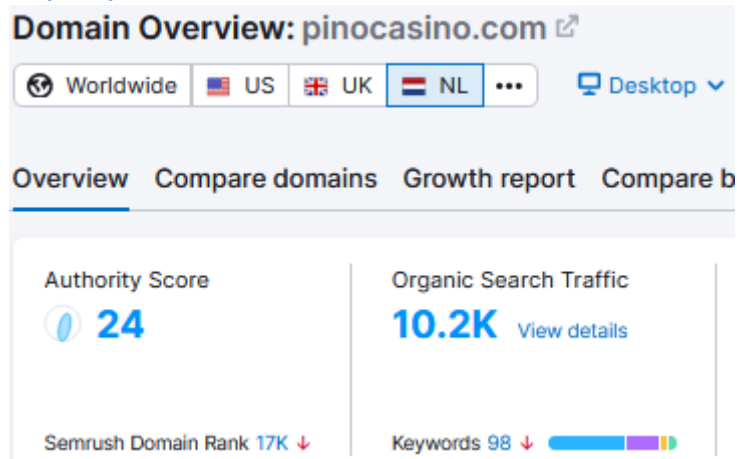 Domain Overview: pinocasino.com
Worldwide US UK NL ••• Desktop
Overview Compare domains Growth report Compare b
Authority Score Organic Search Traffic
24 10.2K View details
Semrush Domain Rank 17K ↓ Keywords 98 ↓